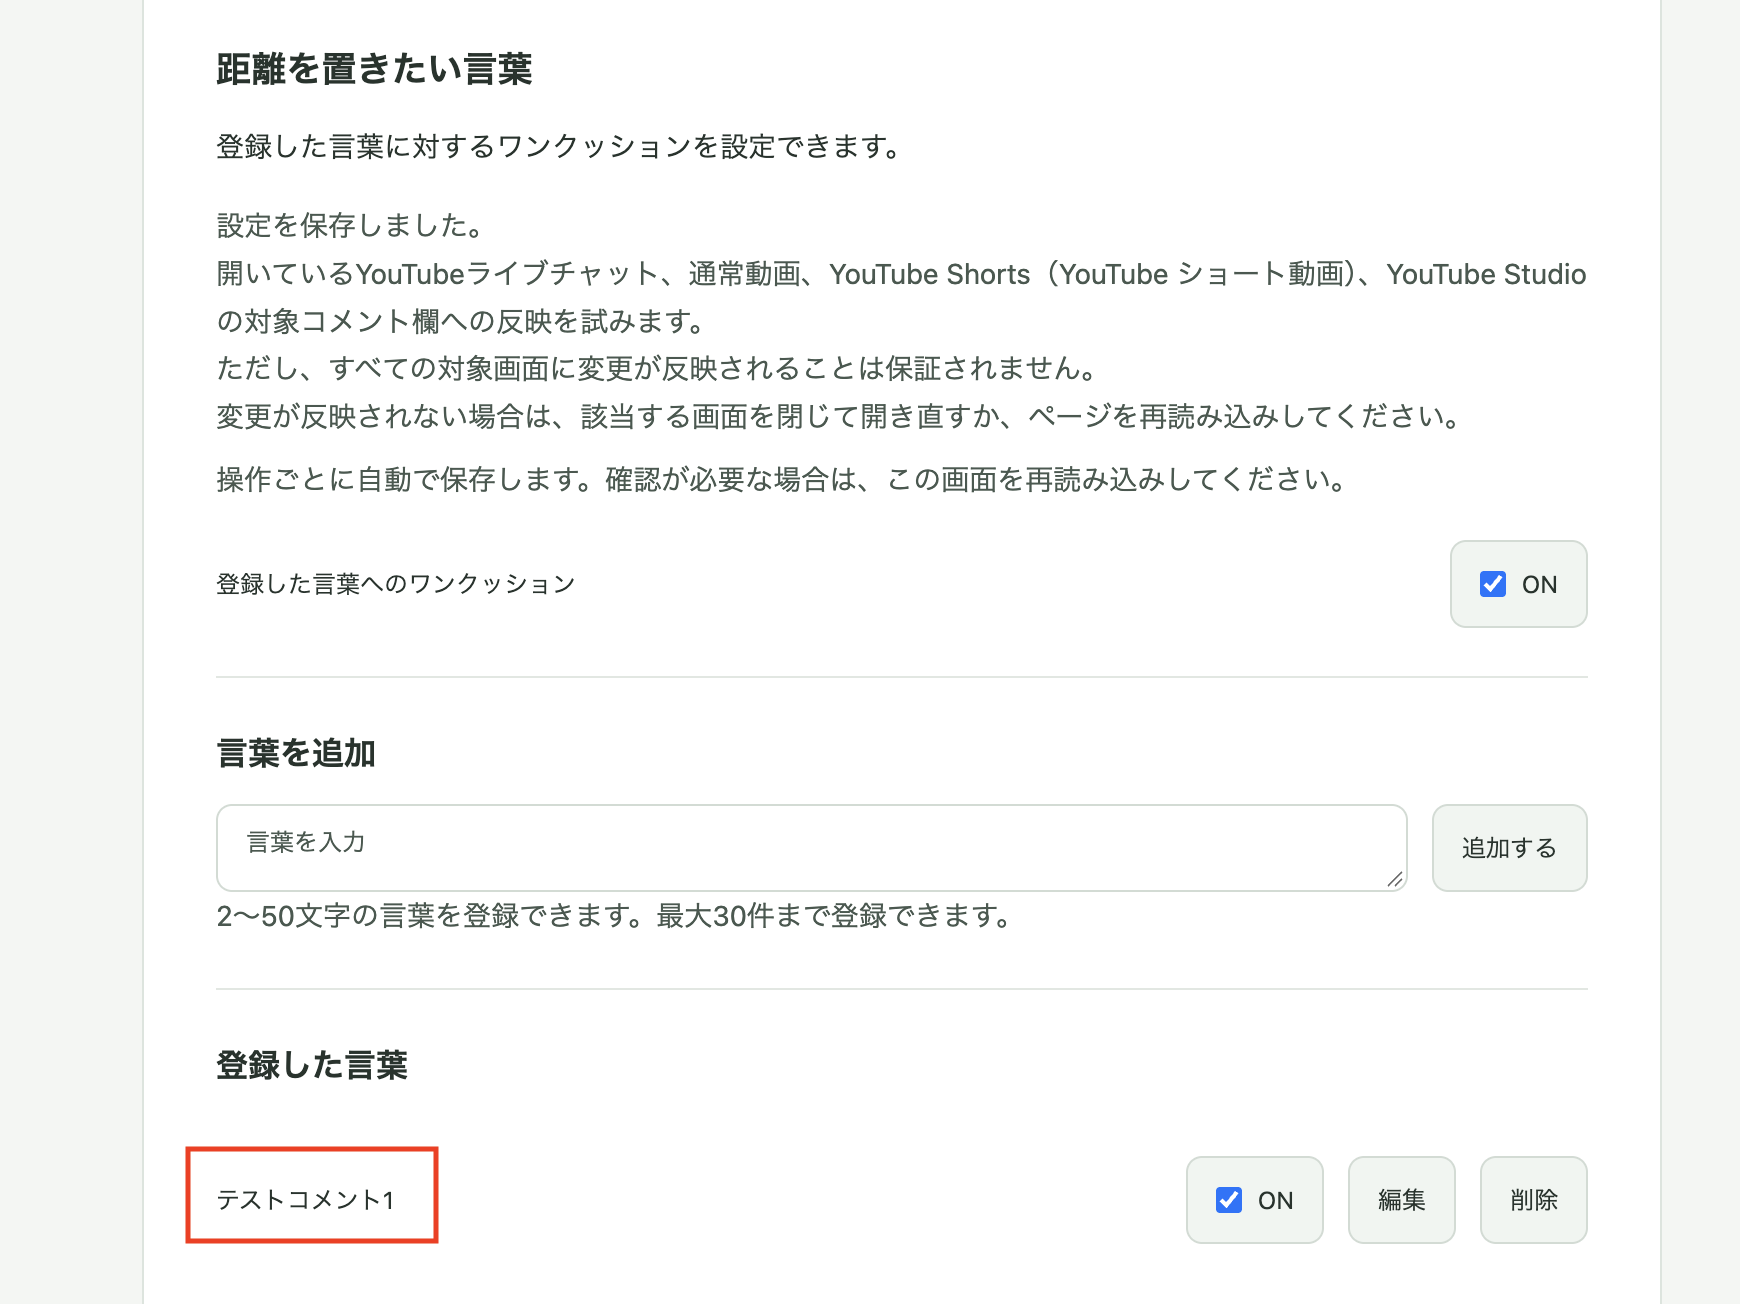 距離を置きたい言葉
登録した言葉に対するワンクッションを設定できます。
設定を保存しました。
開いているYouTubeライブチャット、通常動画、YouTube Shorts（YouTube ショート動画）、YouTube Studio
の対象コメント欄への反映を試みます。
ただし、すべての対象画面に変更が反映されることは保証されません。
変更が反映されない場合は、該当する画面を閉じて開き直すか、ページを再読み込みしてください。
操作ごとに自動で保存します。確認が必要な場合は、この画面を再読み込みしてください。
登録した言葉へのワンクッション ON
言葉を追加
言葉を入力 追加する
2〜50文字の言葉を登録できます。最大30件まで登録できます。
登録した言葉
テストコメント1 ON 編集 削除